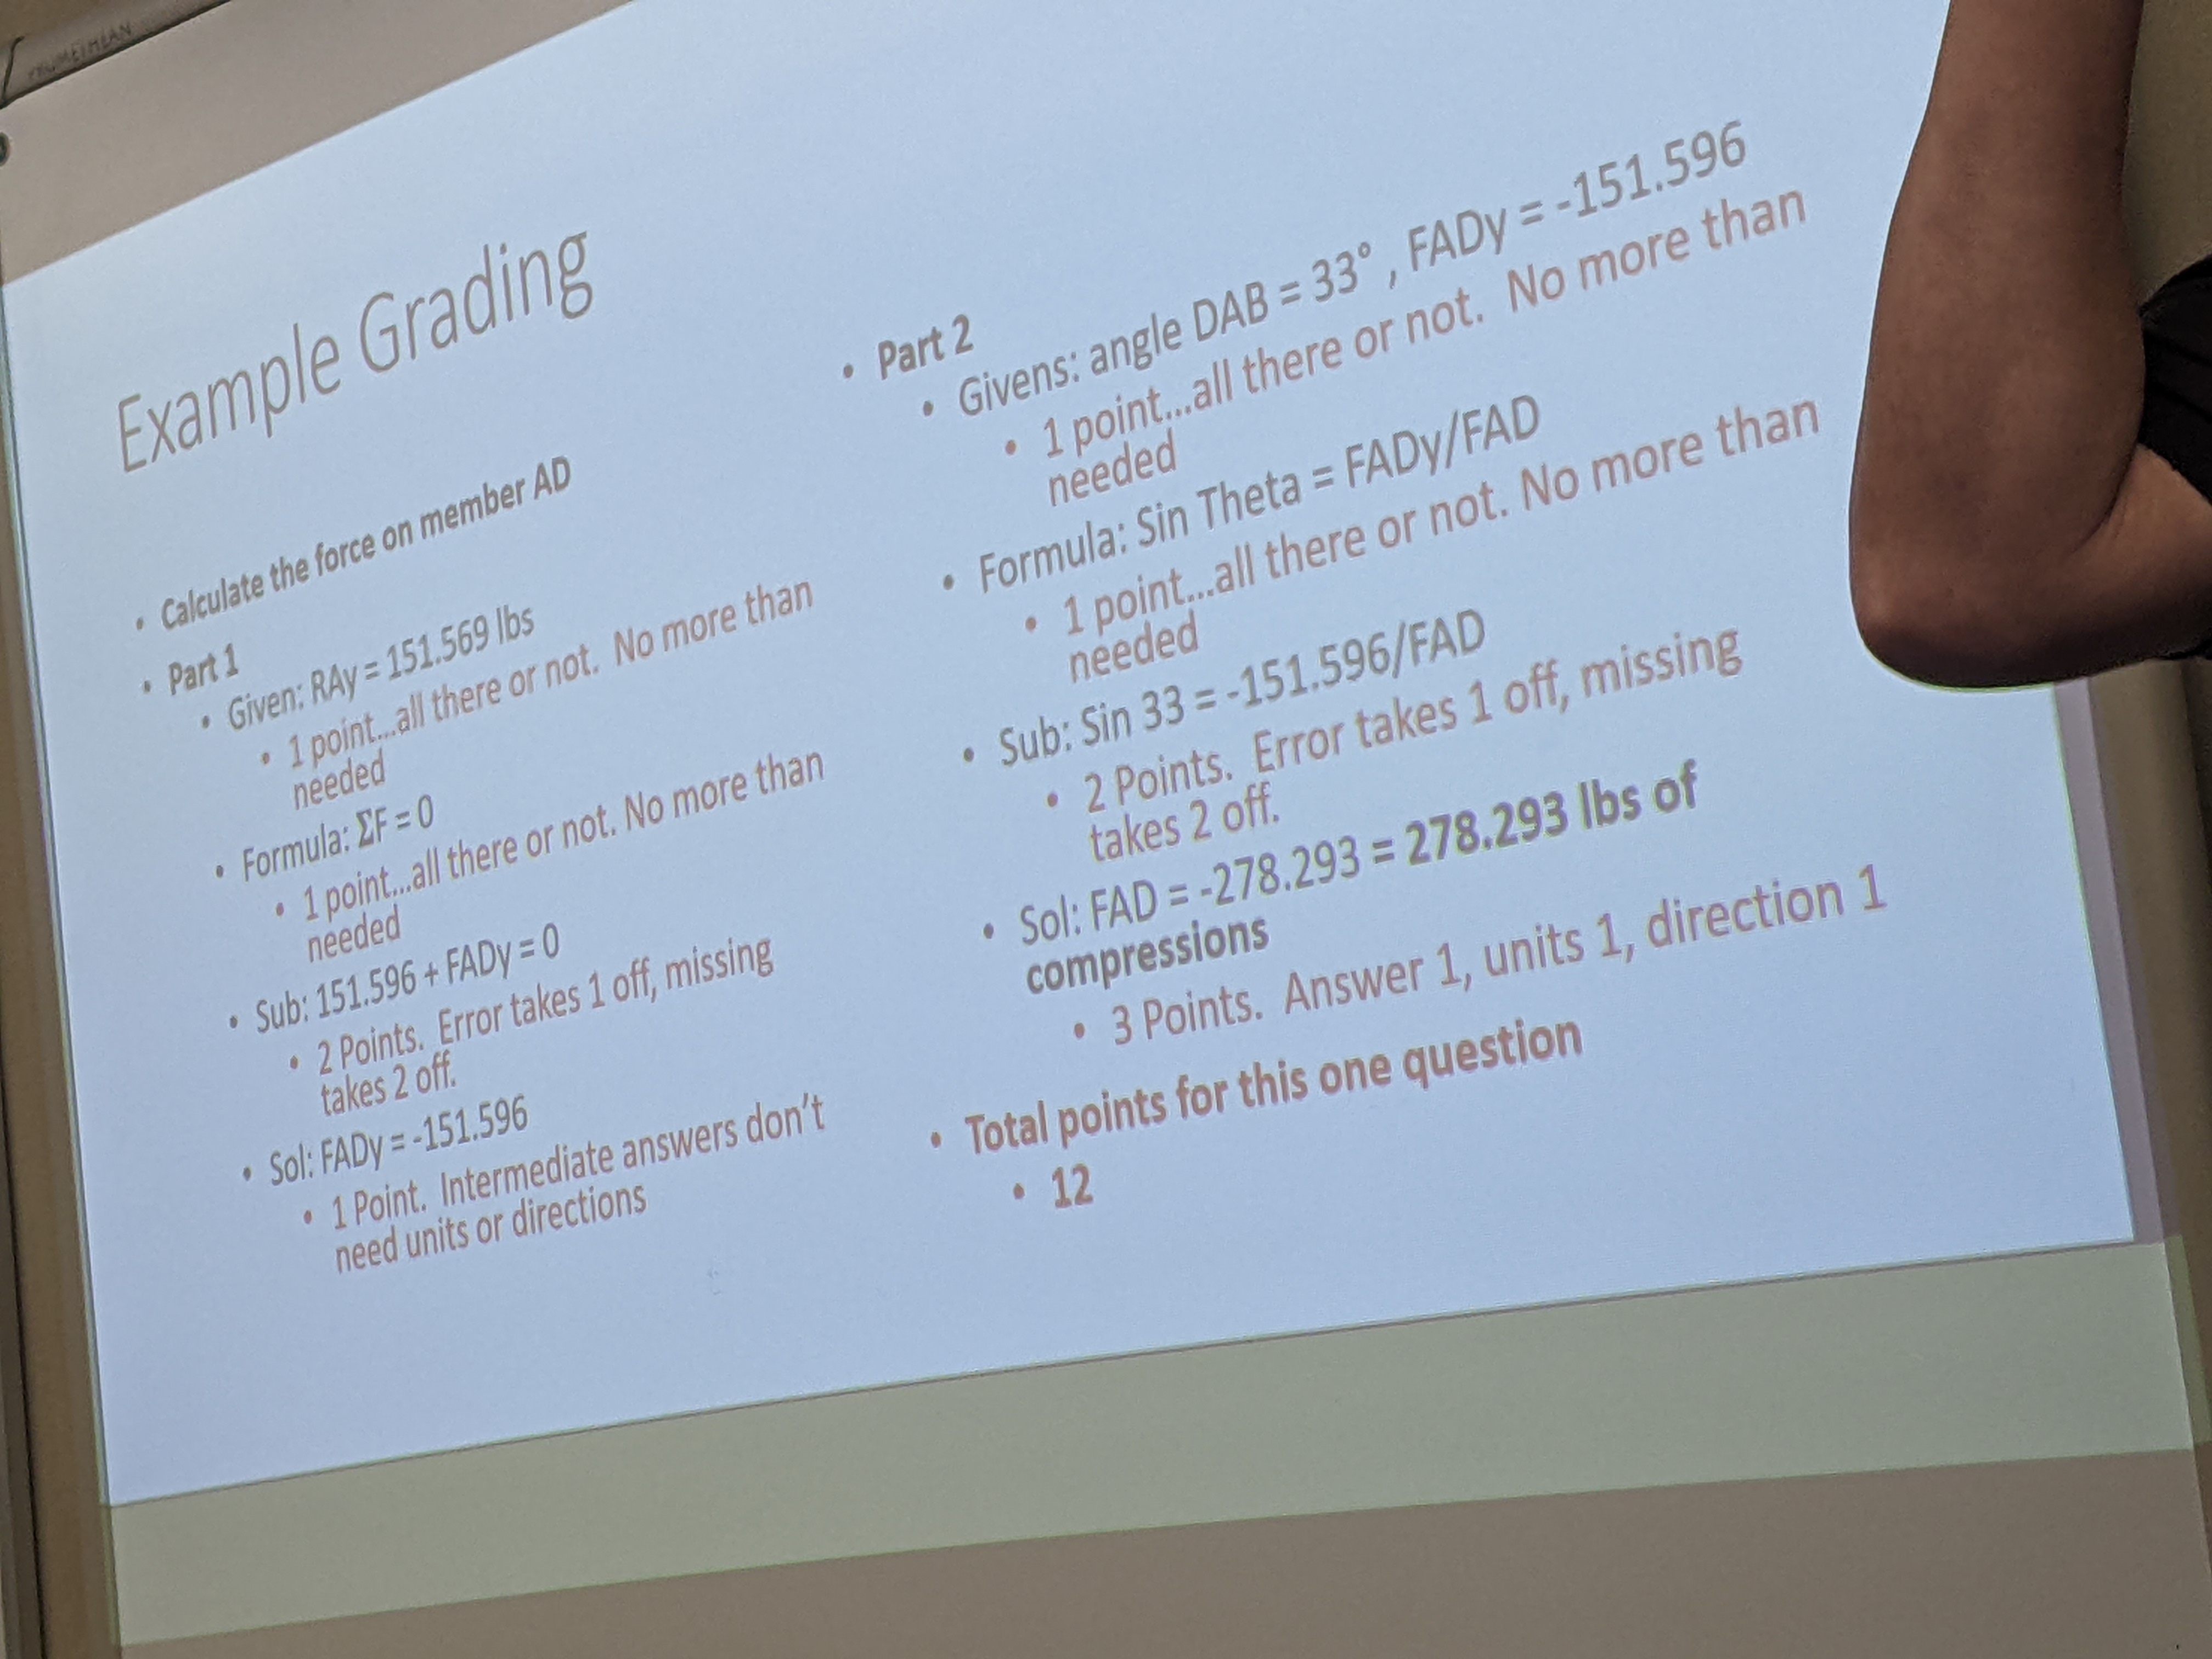 Example Grading
• Calculate the force on member AD
• Part 1
• Given: RAy = 151.569 lbs
• 1 point...all there or not. No more than
needed
• Formula: ΣF = 0
• 1 point...all there or not. No more than
needed
• Sub: 151.596 + FADy = 0
• 2 Points. Error takes 1 off, missing
takes 2 off.
• Sol: FADy = -151.596
• 1 Point. Intermediate answers don't
need units or directions
• Part 2
• Givens: angle DAB = 33° , FADy = -151.596
• 1 point...all there or not. No more than
needed
• Formula: Sin Theta = FADy/FAD
• 1 point...all there or not. No more than
needed
• Sub: Sin 33 = -151.596/FAD
• 2 Points. Error takes 1 off, missing
takes 2 off.
• Sol: FAD = -278.293 = 278.293 lbs of
compressions
• 3 Points. Answer 1, units 1, direction 1
• Total points for this one question
• 12